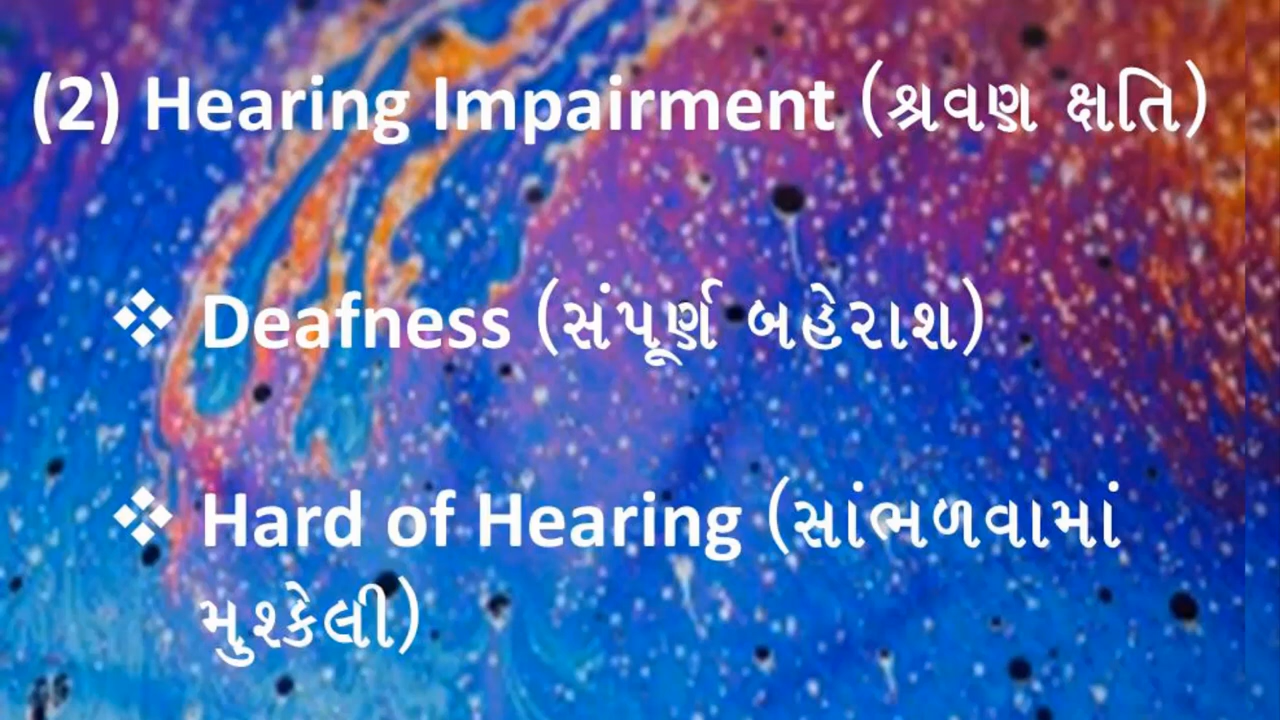 (2) Hearing Impairment (શ્રવણ ક્ષતિ)
❖ Deafness (સંપૂર્ણ બહેરાશ)
❖ Hard of Hearing (સાંભળવામાં
મુશ્કેલી)